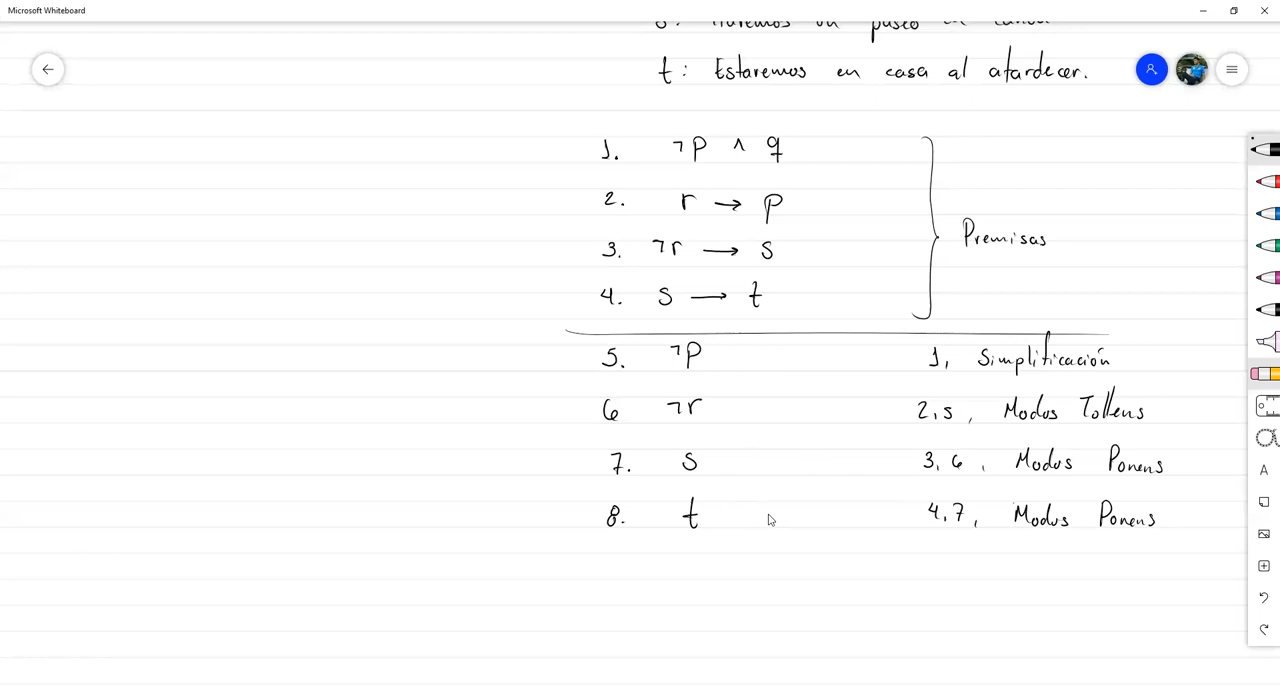 Microsoft Whiteboard
t: Estaremos en casa al atardecer.
1. ¬p ∧ q
2. r → p
3. ¬r → s
4. s → t
Premisas
5. ¬p 1, Simplificación
6 ¬r 2,5, Modos Tollens
7. s 3,6, Modus Ponens
8. t 4,7, Modus Ponens
A